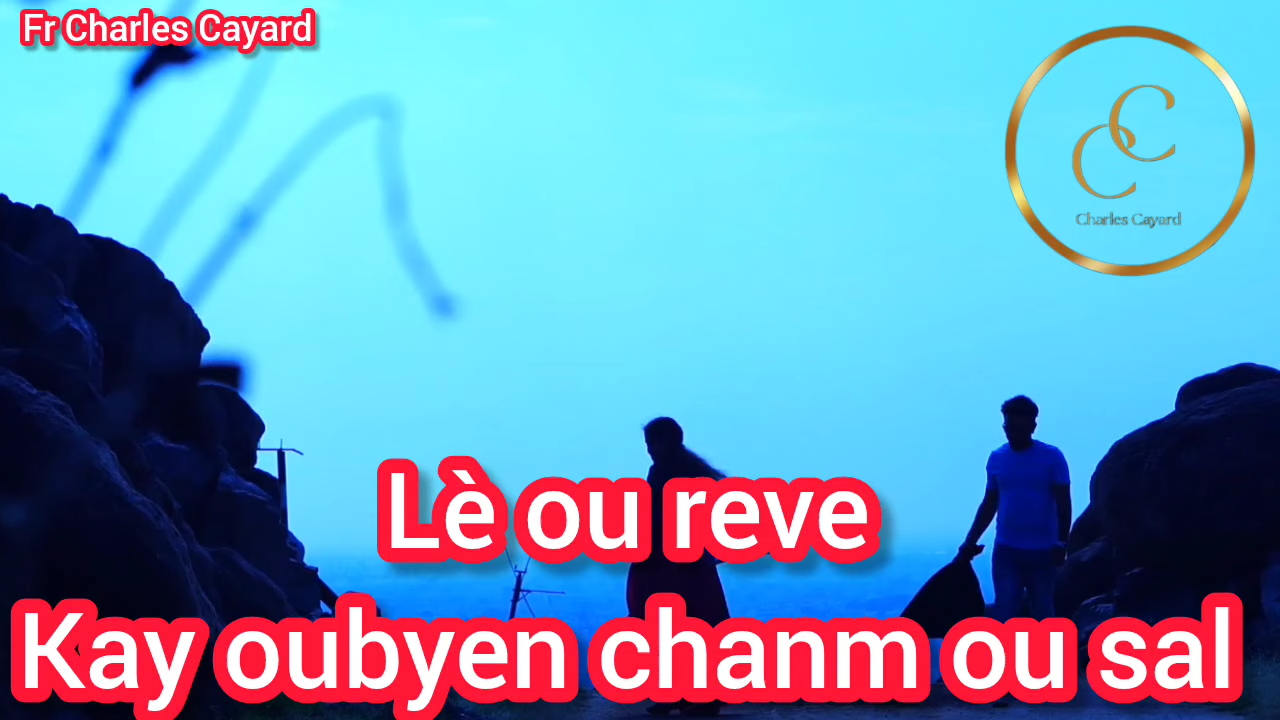 Fr Charles Cayard
CC
Charles Cayard
Lè ou reve
Kay oubyen chanm ou sal